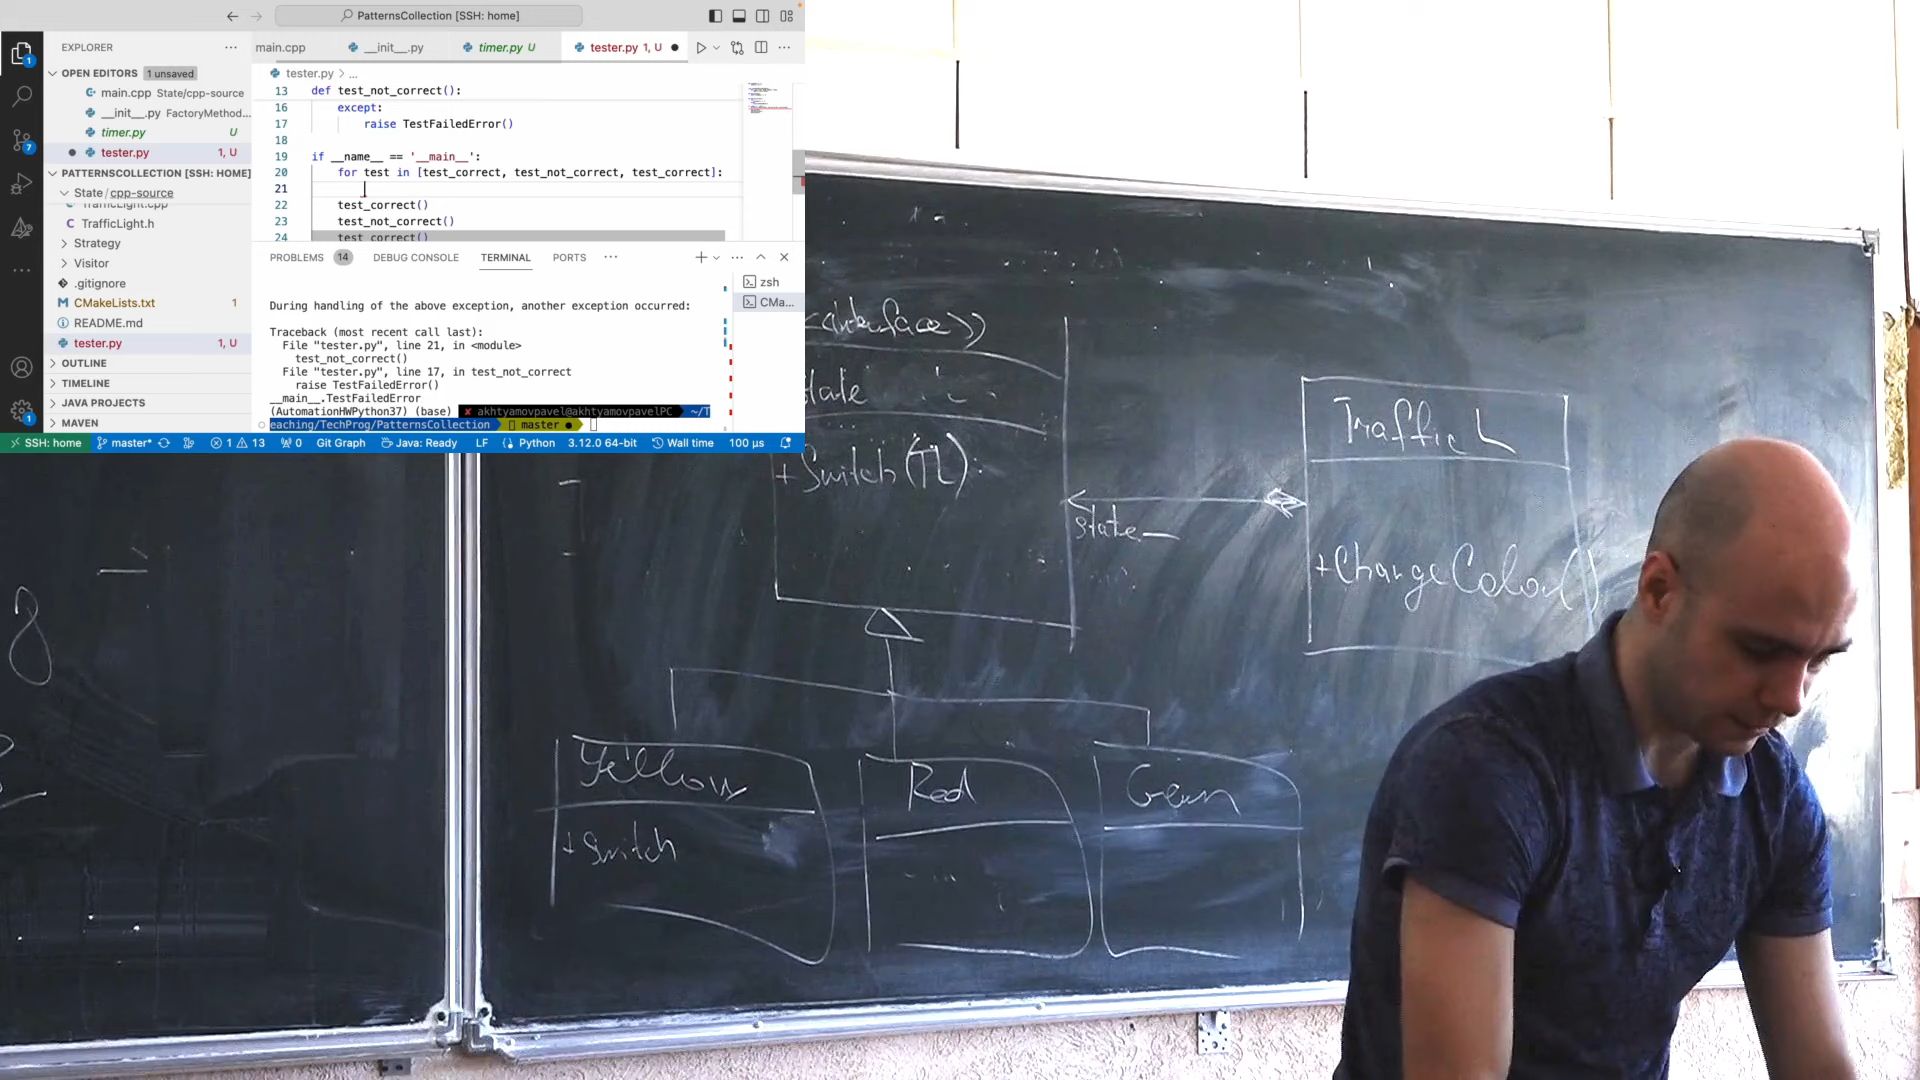 PatternsCollection [SSH: home]
EXPLORER
main.cpp
__init__.py
timer.py U
tester.py 1, U
OPEN EDITORS 1 unsaved
main.cpp State/cpp-source
__init__.py FactoryMethod...
timer.py U
tester.py 1, U
PATTERNSCOLLECTION [SSH: HOME]
State / cpp-source
TrafficLight.cpp
TrafficLight.h
Strategy
Visitor
.gitignore
CMakeLists.txt 1
README.md
tester.py 1, U
OUTLINE
TIMELINE
JAVA PROJECTS
MAVEN
tester.py > ...
13 def test_not_correct():
16 except:
17 raise TestFailedError()
18
19 if __name__ == '__main__':
20 for test in [test_correct, test_not_correct, test_correct]:
21
22 test_correct()
23 test_not_correct()
24 test_correct()
PROBLEMS 14 DEBUG CONSOLE TERMINAL PORTS ...
zsh
CMa...
During handling of the above exception, another exception occurred:
Traceback (most recent call last):
File "tester.py", line 21, in <module>
test_not_correct()
File "tester.py", line 17, in test_not_correct
raise TestFailedError()
__main__.TestFailedError
(AutomationHWPython37) (base) ✘ akhtyamovpavel@akhtyamovpavelPC ~/T
eaching/TechProg/PatternsCollection master ●
SSH: home master* 1 13 0 Git Graph Java: Ready LF Python 3.12.0 64-bit Wall time 100 µs
<<interface>>
State
+ Switch(TL):
state_
TrafficL
+ChangeColor()
Yellow
+ Switch
Red
Green
8